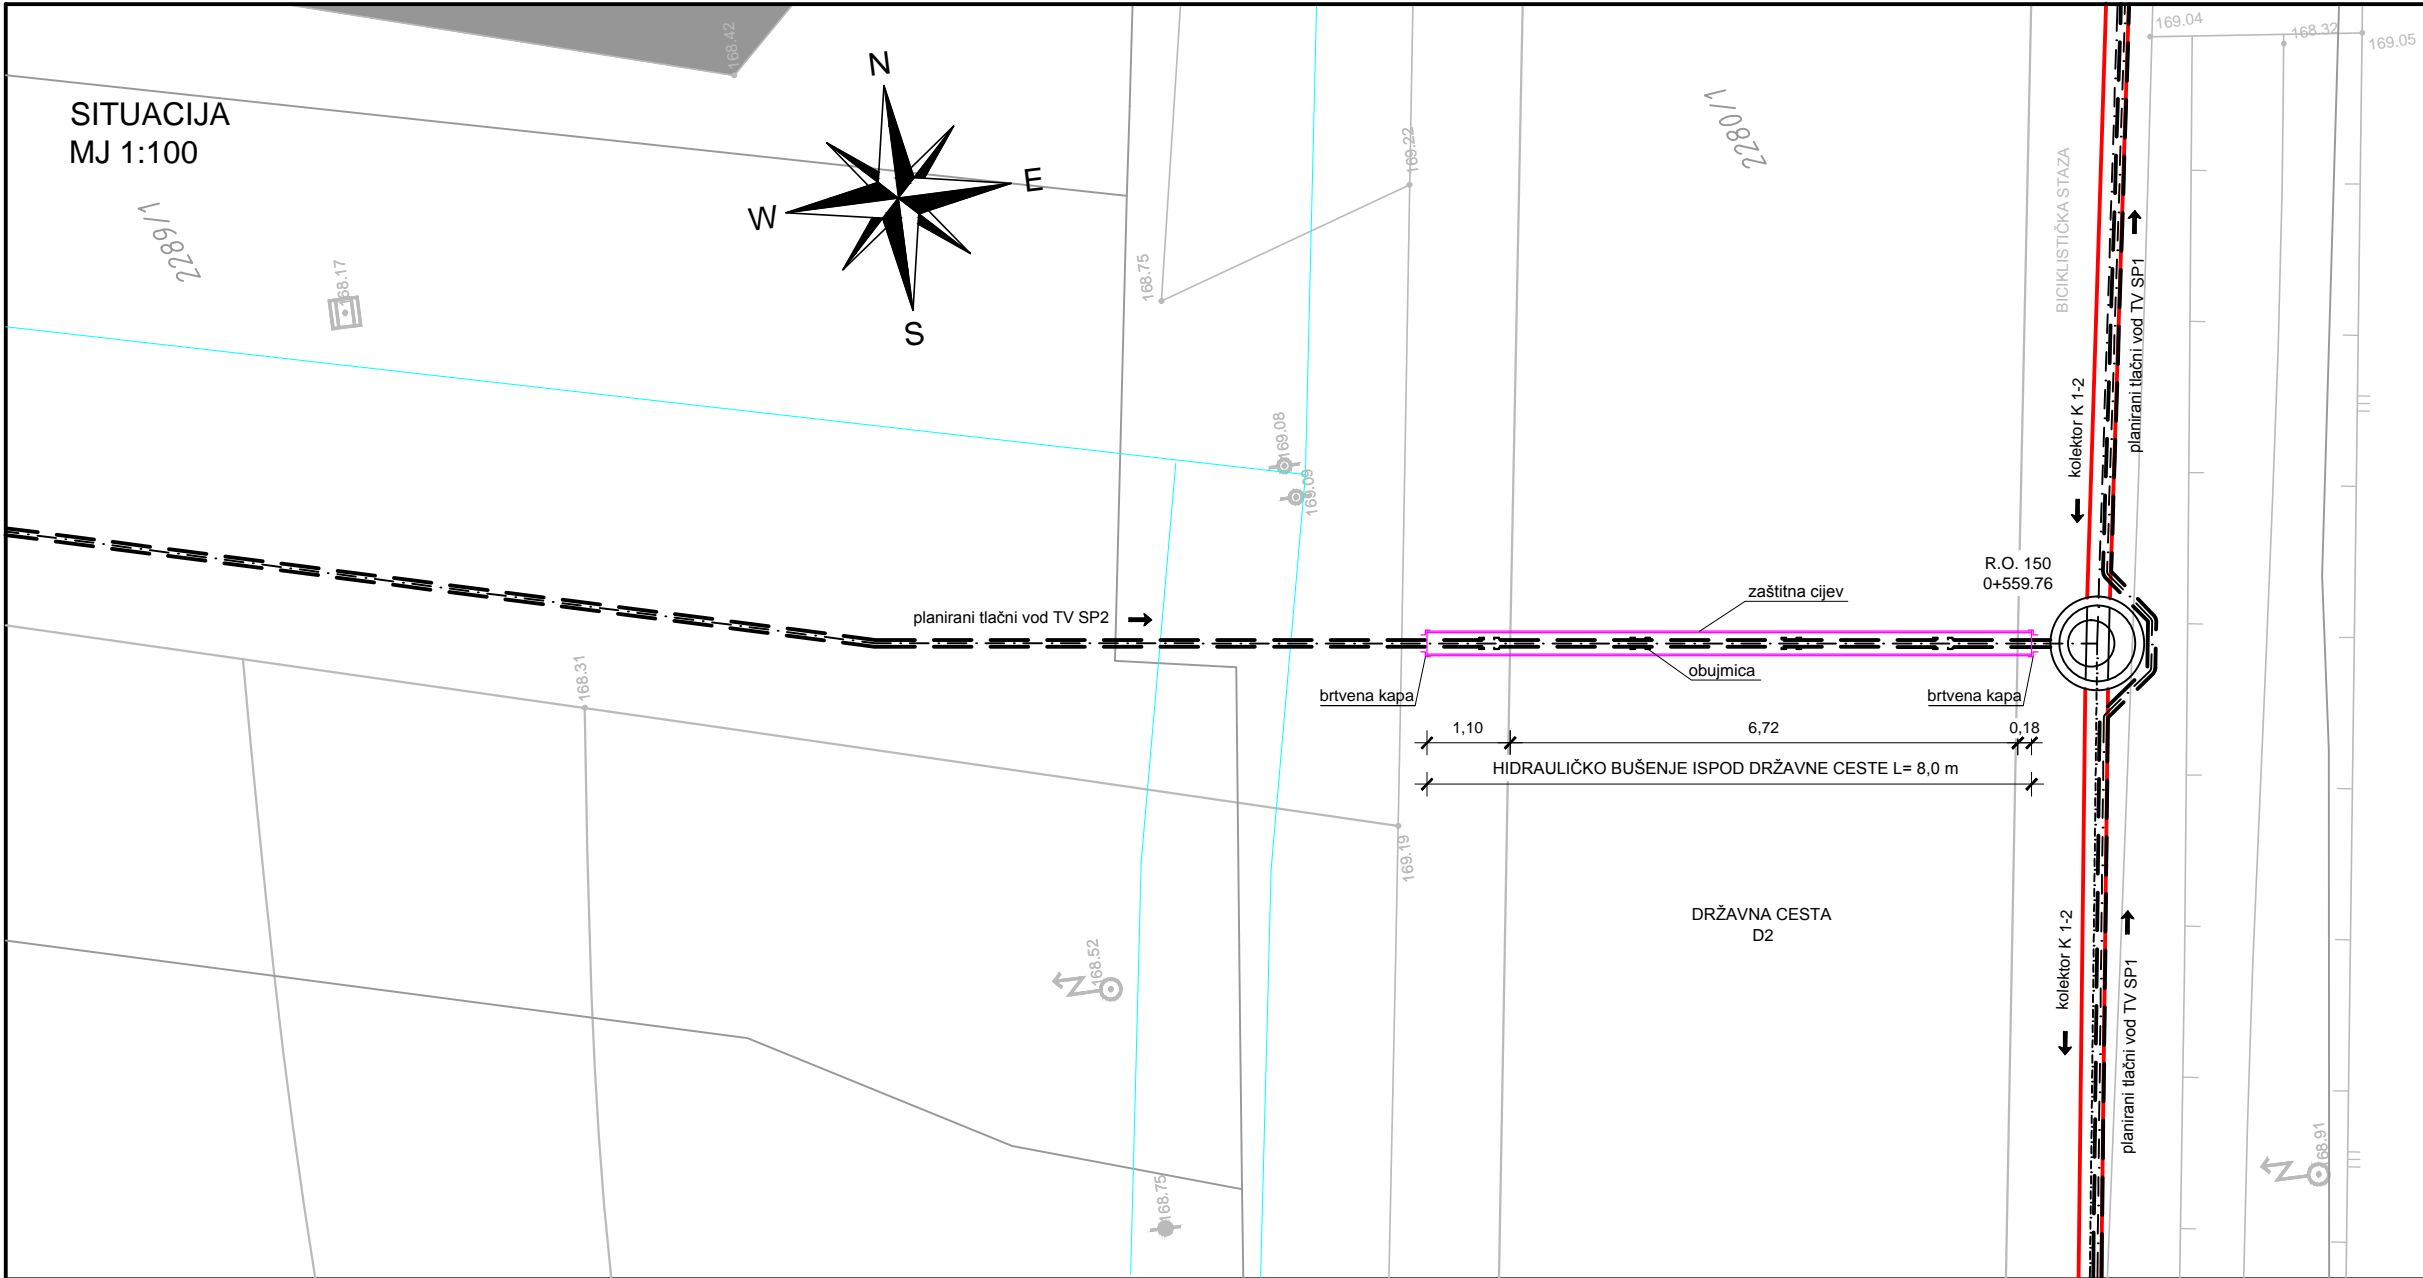 SITUACIJA
MJ 1:100
N
E
W
S
168.42
169.04
168.32
169.05
2280/1
2289/1
169.22
168.75
168.17
BICIKLISTIČKA STAZA
planirani tlačni vod TV SP1
kolektor K 1-2
169.08
169.09
R.O. 150
0+559.76
zaštitna cijev
planirani tlačni vod TV SP2
obujmica
brtvena kapa
brtvena kapa
168.31
1,10
6,72
0,18
HIDRAULIČKO BUŠENJE ISPOD DRŽAVNE CESTE L= 8,0 m
169.19
DRŽAVNA CESTA
D2
168.52
kolektor K 1-2
planirani tlačni vod TV SP1
168.75
168.91